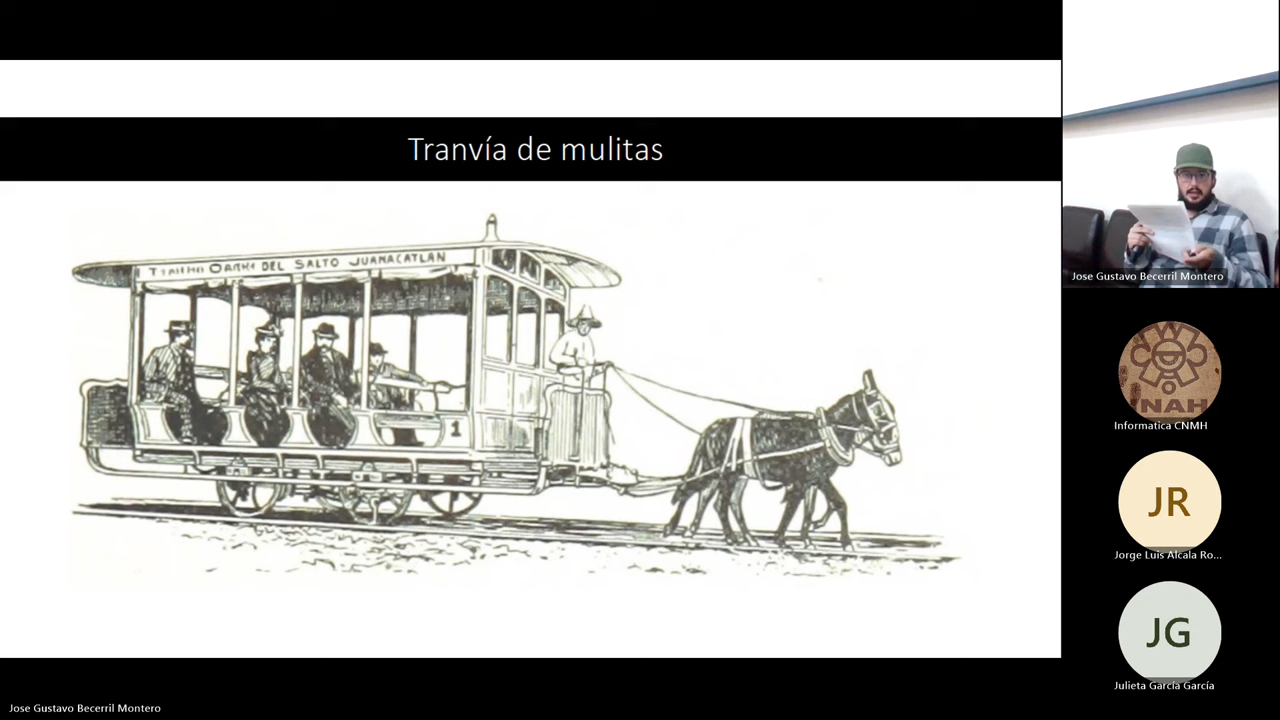 Tranvía de mulitas
DEL SALTO JUANACATLAN
1
Jose Gustavo Becerril Montero
INAH
Informatica CNMH
JR
Jorge Luis Alcala Ro...
JG
Julieta García García
Jose Gustavo Becerril Montero